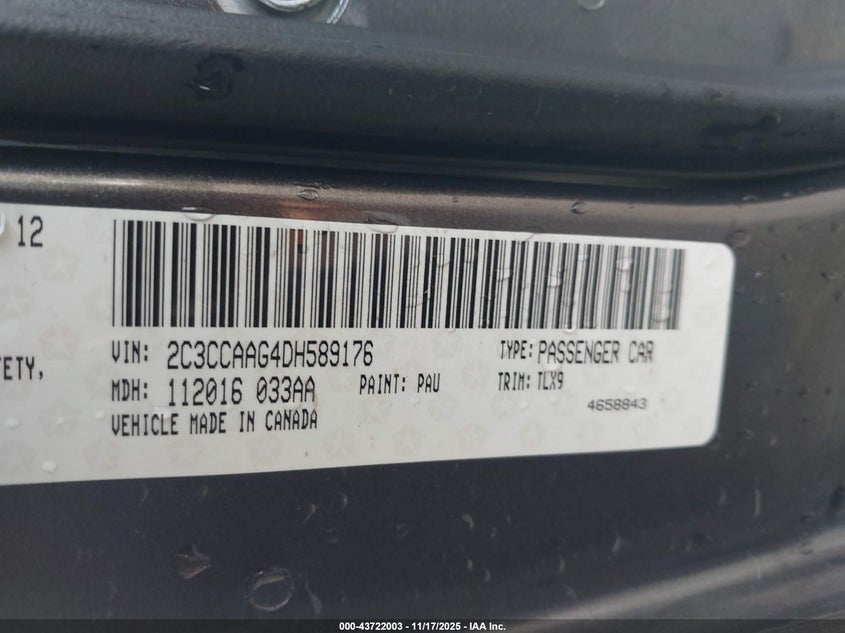 12
VIN: 2C3CCAAG4DH589176 TYPE: PASSENGER CAR
ETY,
MDH: 112016 033AA PAINT: PAU TRIM: TLX9
4658843
VEHICLE MADE IN CANADA
000-43722003 - 11/17/2025 - IAA Inc.